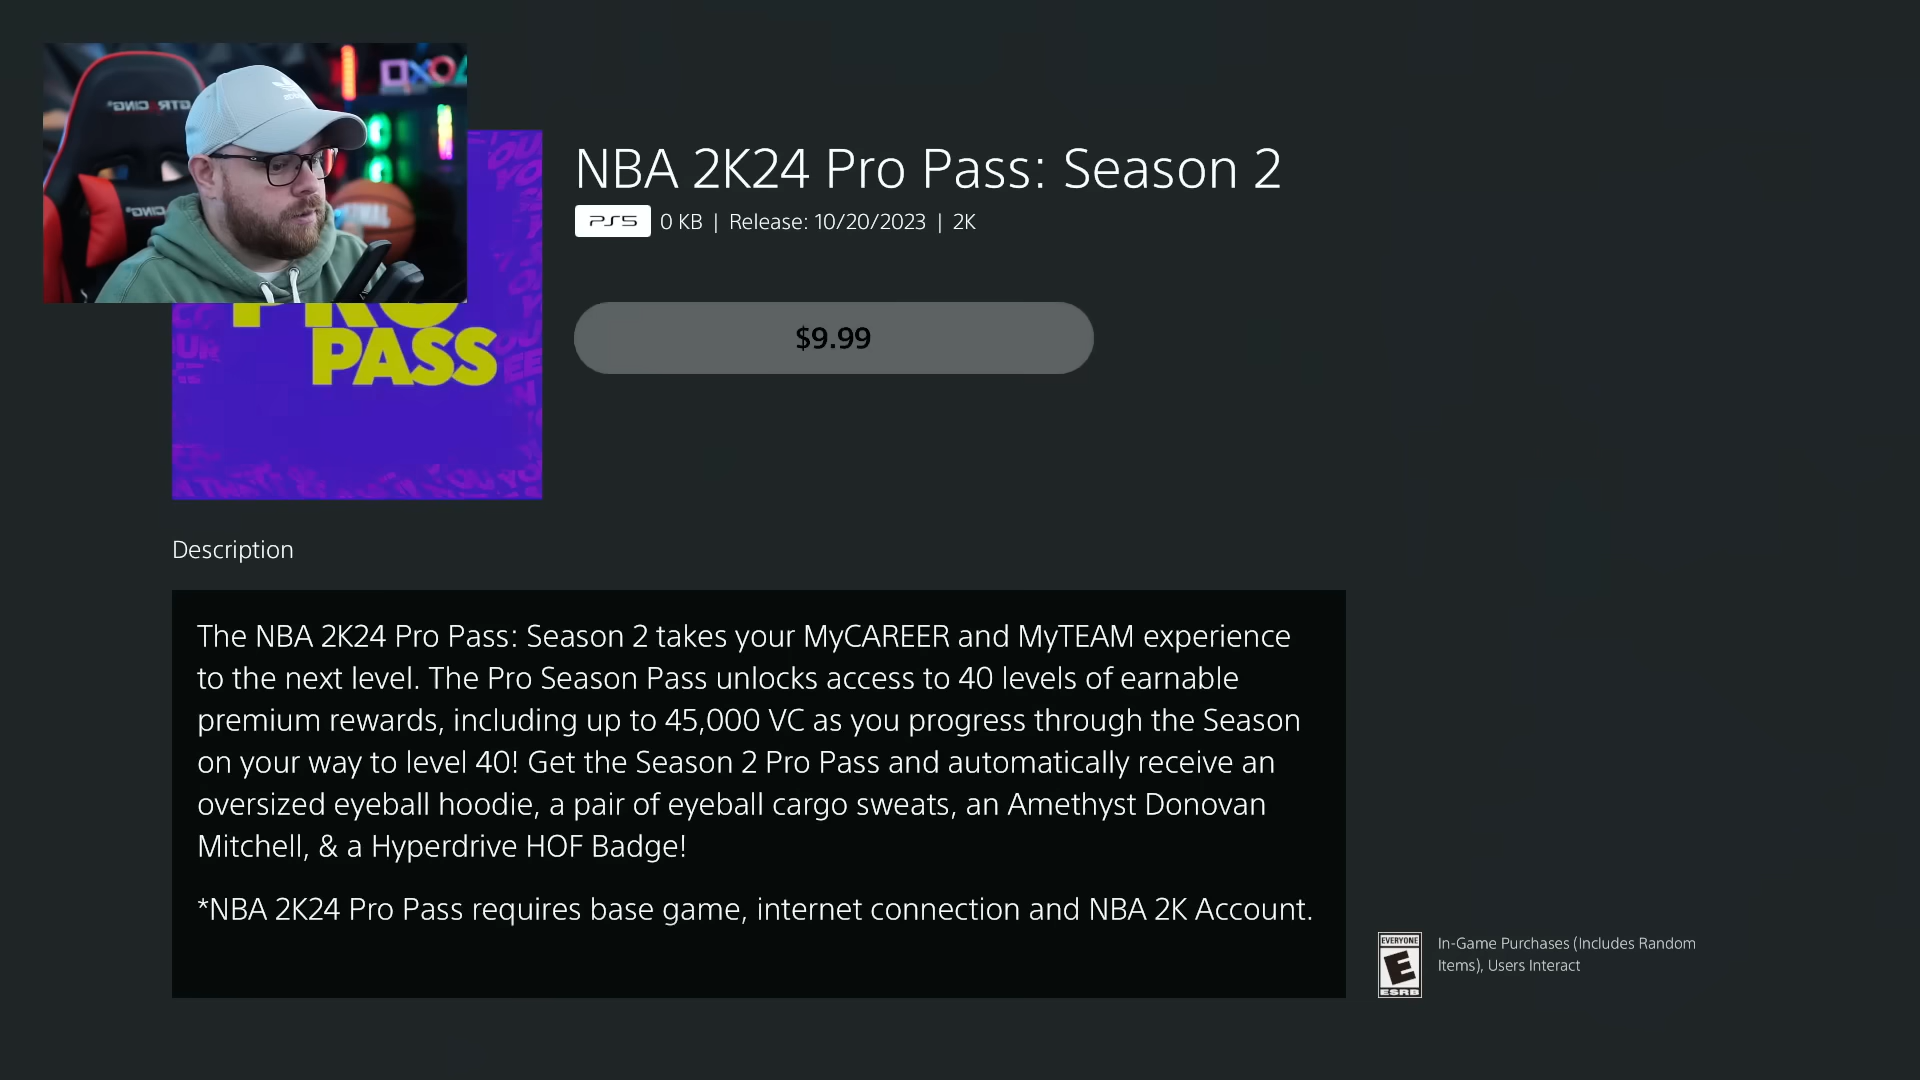 NBA 2K24 Pro Pass: Season 2
PS5 0 KB | Release: 10/20/2023 | 2K
$9.99
PASS
Description
The NBA 2K24 Pro Pass: Season 2 takes your MyCAREER and MyTEAM experience
to the next level. The Pro Season Pass unlocks access to 40 levels of earnable
premium rewards, including up to 45,000 VC as you progress through the Season
on your way to level 40! Get the Season 2 Pro Pass and automatically receive an
oversized eyeball hoodie, a pair of eyeball cargo sweats, an Amethyst Donovan
Mitchell, & a Hyperdrive HOF Badge!
*NBA 2K24 Pro Pass requires base game, internet connection and NBA 2K Account.
EVERYONE
E
ESRB
In-Game Purchases (Includes Random
Items), Users Interact